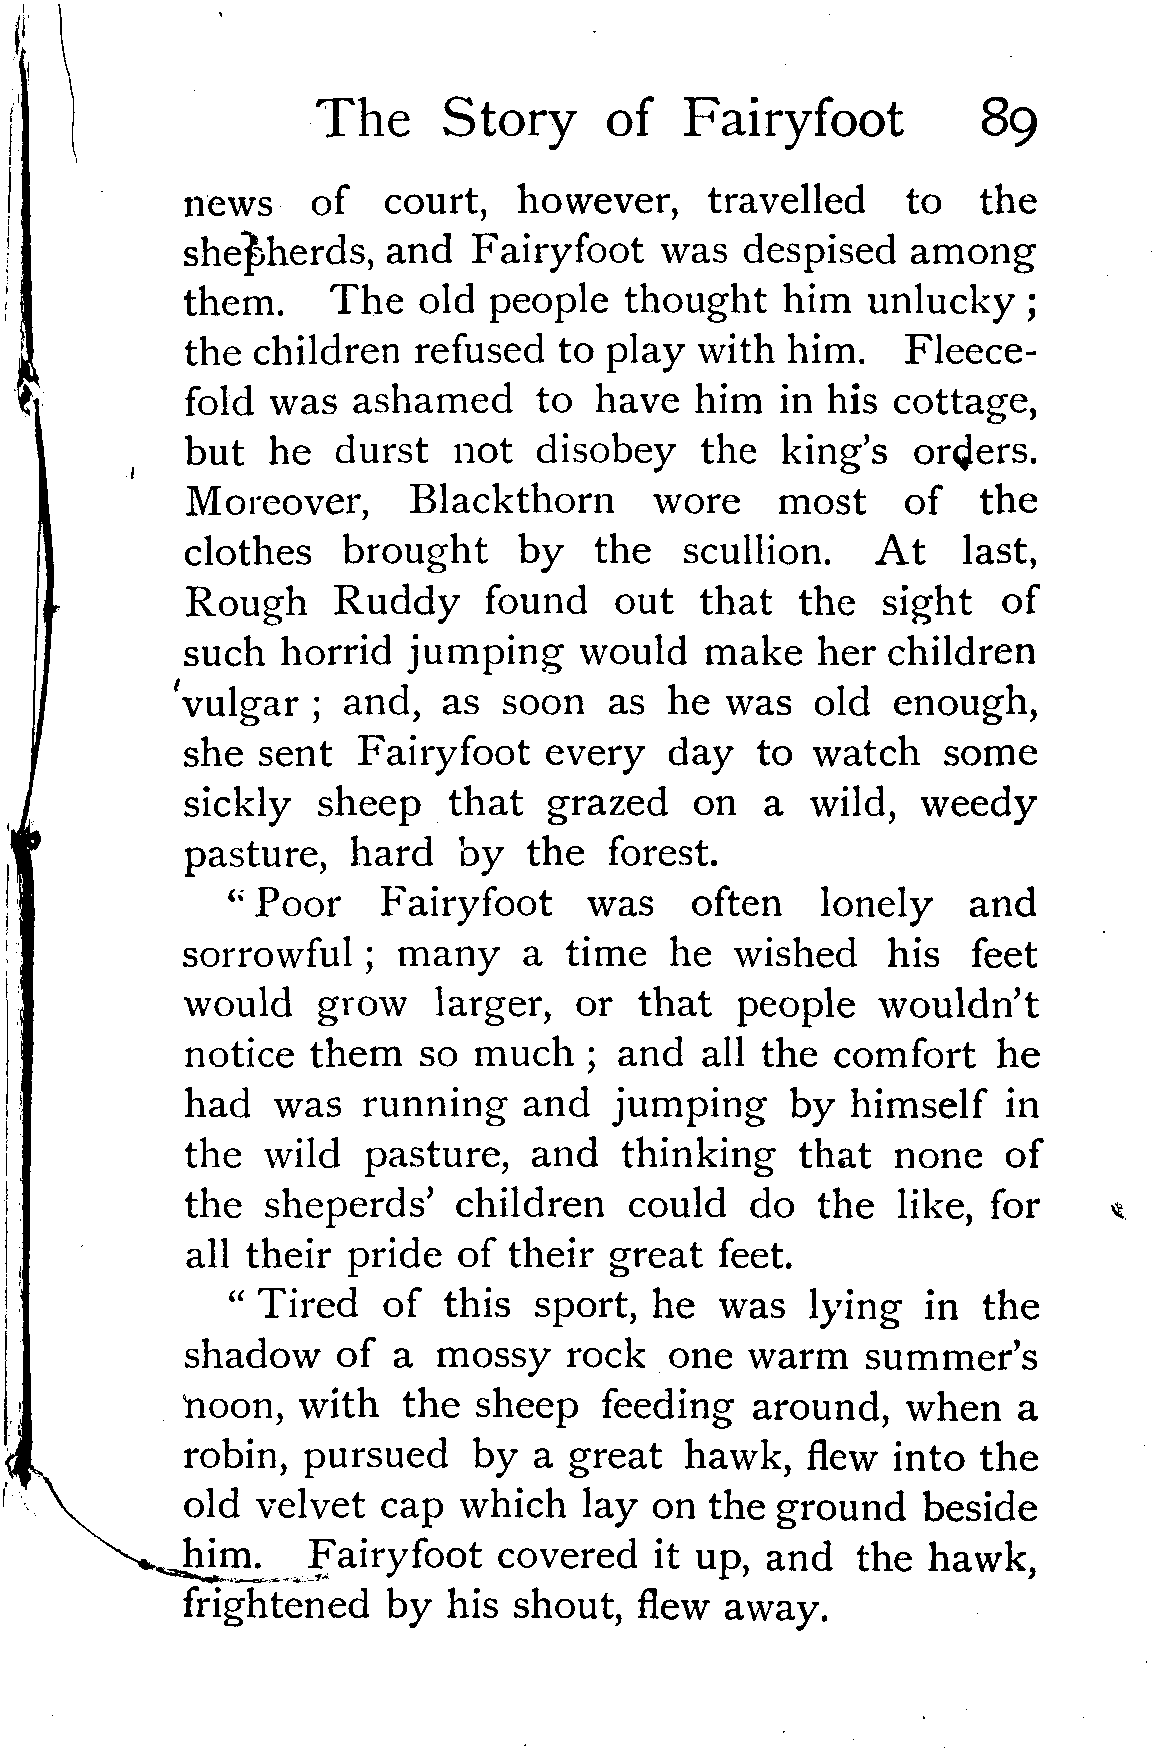 The Story of Fairyfoot 89
news of court, however, travelled to the
shepherds, and Fairyfoot was despised among
them. The old people thought him unlucky ;
the children refused to play with him. Fleece-
fold was ashamed to have him in his cottage,
but he durst not disobey the king's orders.
Moreover, Blackthorn wore most of the
clothes brought by the scullion. At last,
Rough Ruddy found out that the sight of
such horrid jumping would make her children
vulgar ; and, as soon as he was old enough,
she sent Fairyfoot every day to watch some
sickly sheep that grazed on a wild, weedy
pasture, hard by the forest.
“ Poor Fairyfoot was often lonely and
sorrowful ; many a time he wished his feet
would grow larger, or that people wouldn't
notice them so much ; and all the comfort he
had was running and jumping by himself in
the wild pasture, and thinking that none of
the sheperds' children could do the like, for
all their pride of their great feet.
“ Tired of this sport, he was lying in the
shadow of a mossy rock one warm summer's
noon, with the sheep feeding around, when a
robin, pursued by a great hawk, flew into the
old velvet cap which lay on the ground beside
him. Fairyfoot covered it up, and the hawk,
frightened by his shout, flew away.